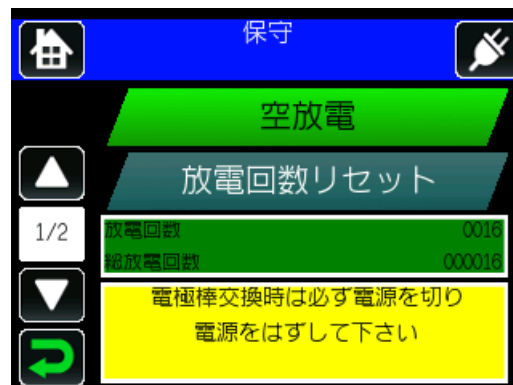 保守
空放電
放電回数リセット
1/2
放電回数 0016
総放電回数 000016
電極棒交換時は必ず電源を切り
電源をはずして下さい